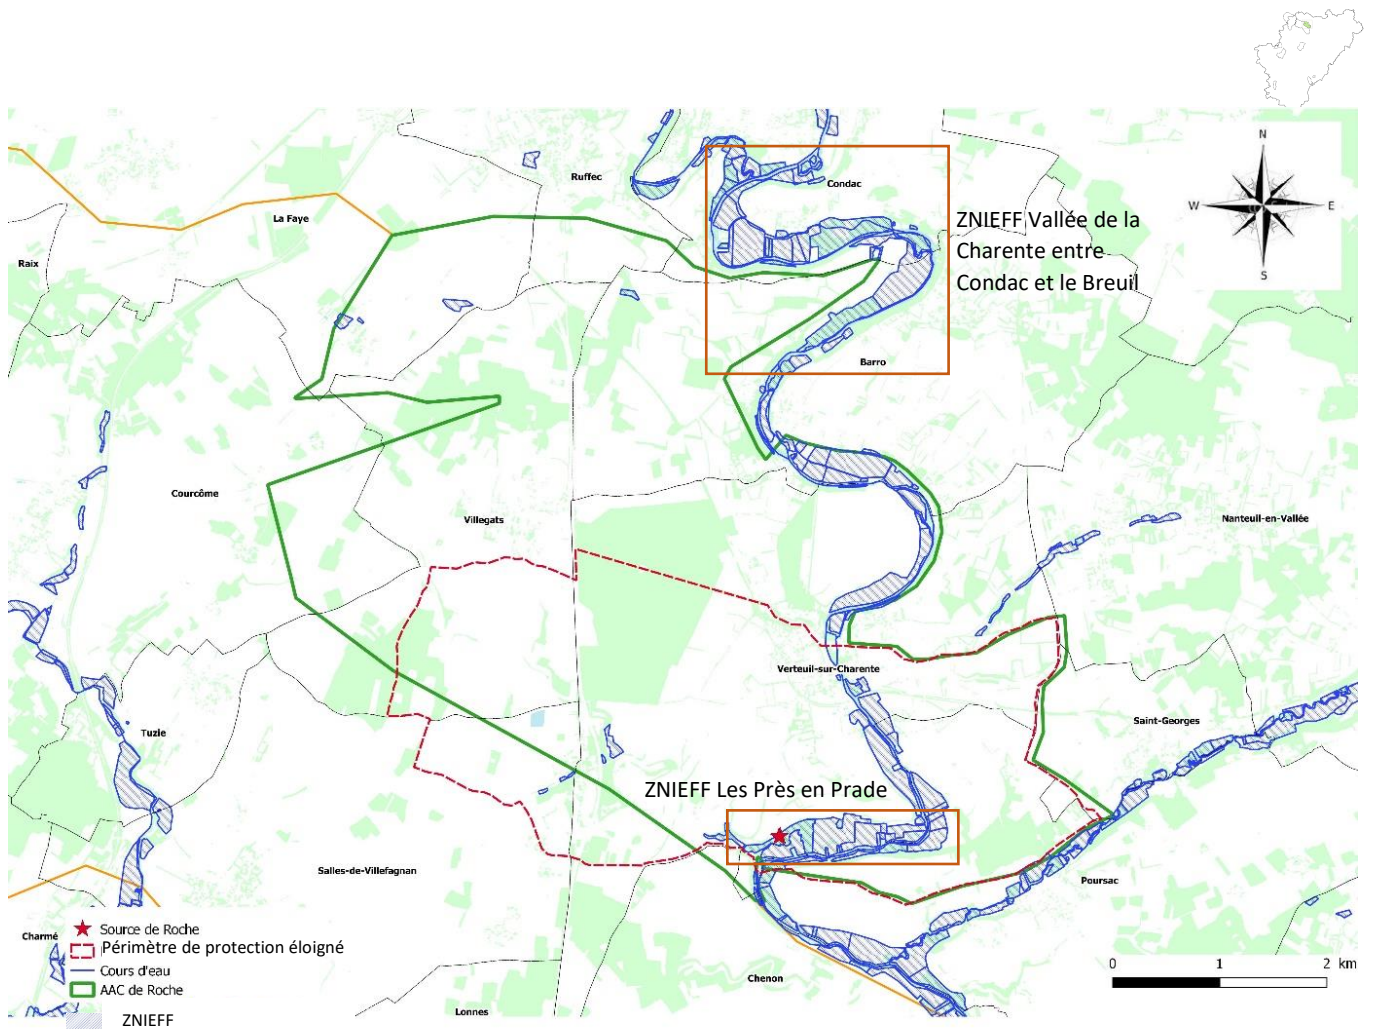 N
W
E
S
Ruffec
Condac
La Faye
ZNIEFF Vallée de la
Charente entre
Condac et le Breuil
Raix
Barro
Courcôme
Villegats
Nanteuil-en-Vallée
Verteuil-sur-Charente
Saint-Georges
Tuzie
ZNIEFF Les Près en Prade
Salles-de-Villefagnan
Poursac
Charmé
Chenon
Lonnes
Source de Roche
Périmètre de protection éloigné
Cours d'eau
AAC de Roche
ZNIEFF
0 1 2 km